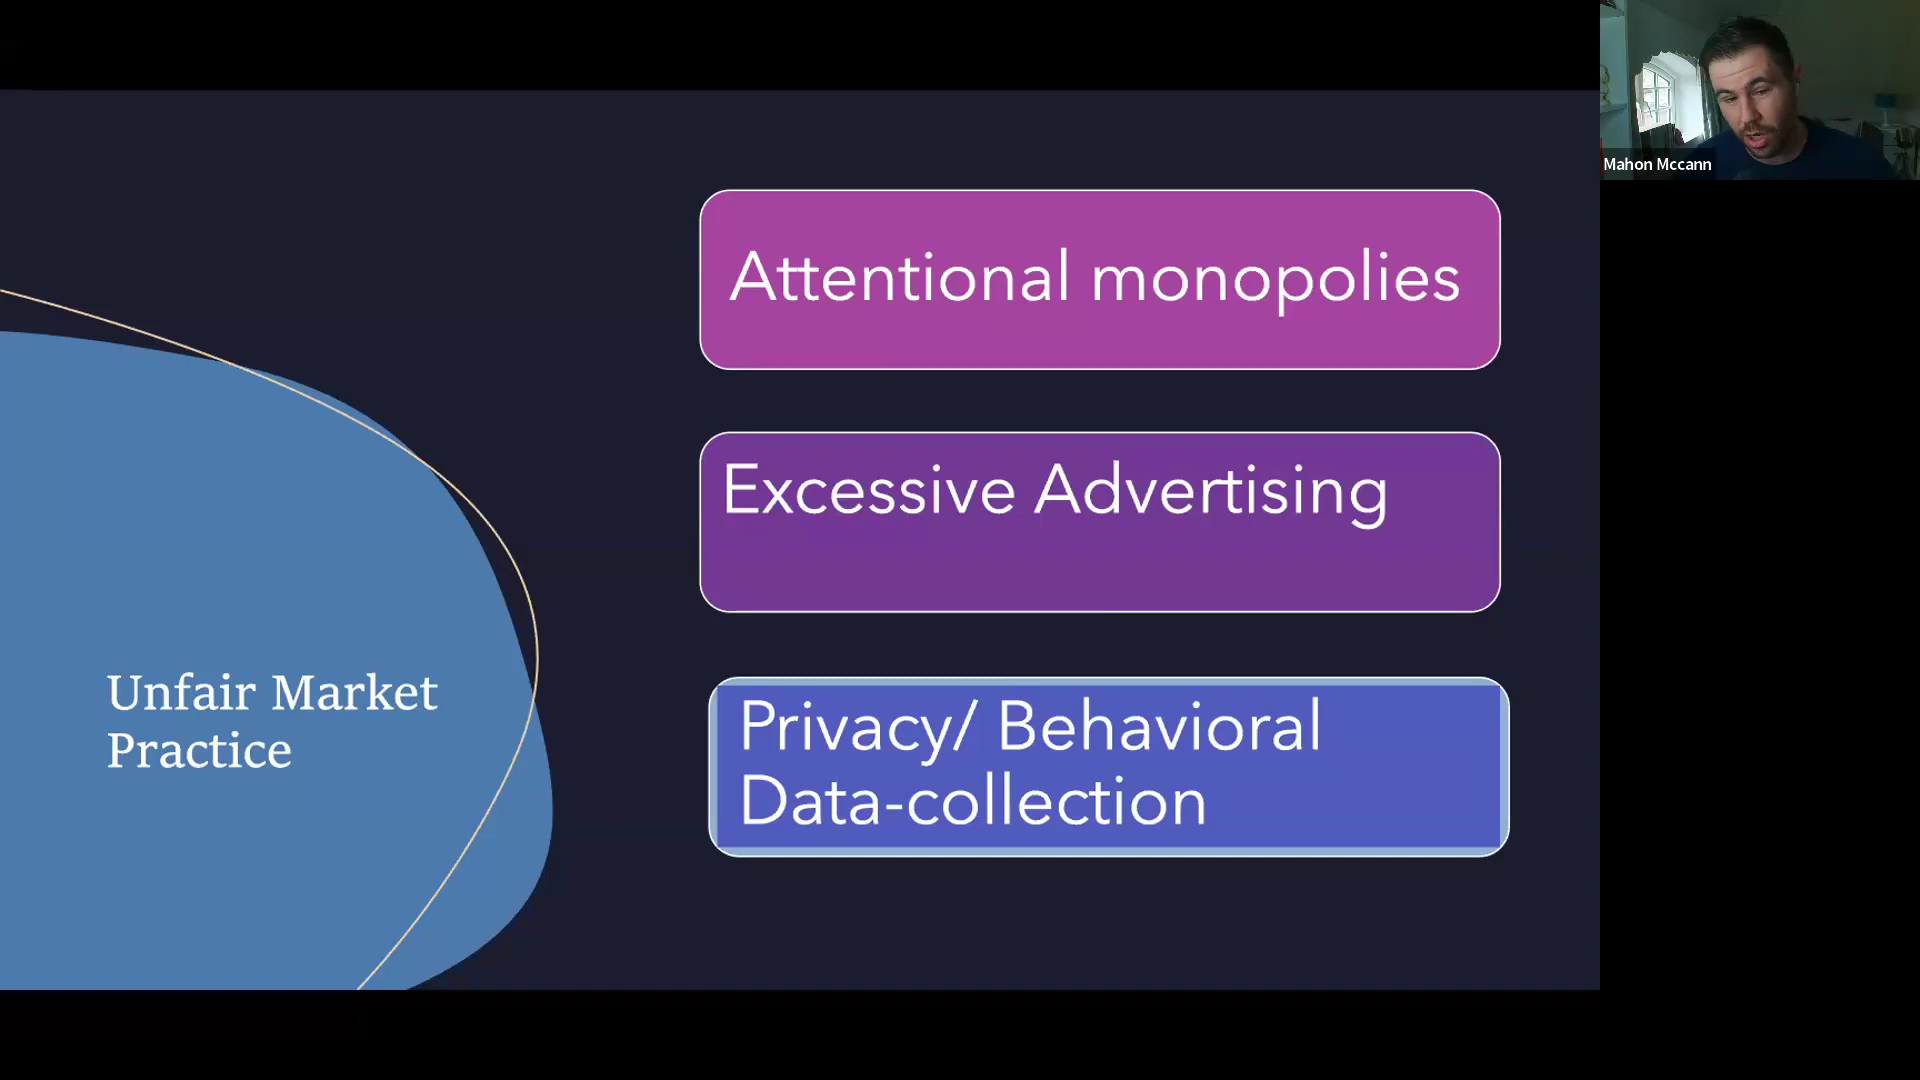 Unfair Market
Practice
Attentional monopolies
Excessive Advertising
Privacy/ Behavioral
Data-collection
Mahon Mccann